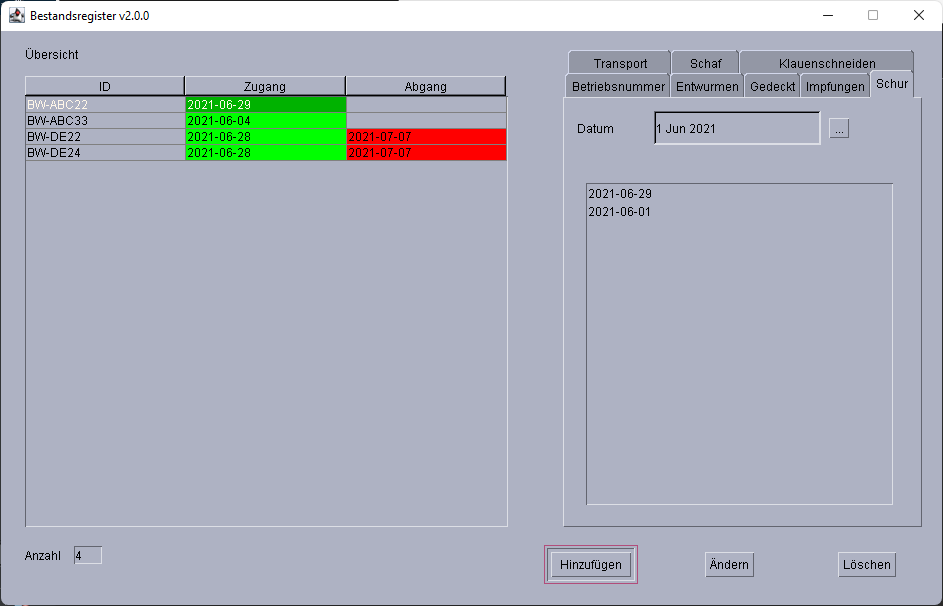 Bestandsregister v2.0.0
Übersicht
ID Zugang Abgang
BW-ABC22 2021-06-29
BW-ABC33 2021-06-04
BW-DE22 2021-06-28 2021-07-07
BW-DE24 2021-06-28 2021-07-07
Anzahl 4
Transport Schaf Klauenschneiden
Betriebsnummer Entwurmen Gedeckt Impfungen Schur
Datum 1 Jun 2021 ...
2021-06-29
2021-06-01
Hinzufügen Ändern Löschen